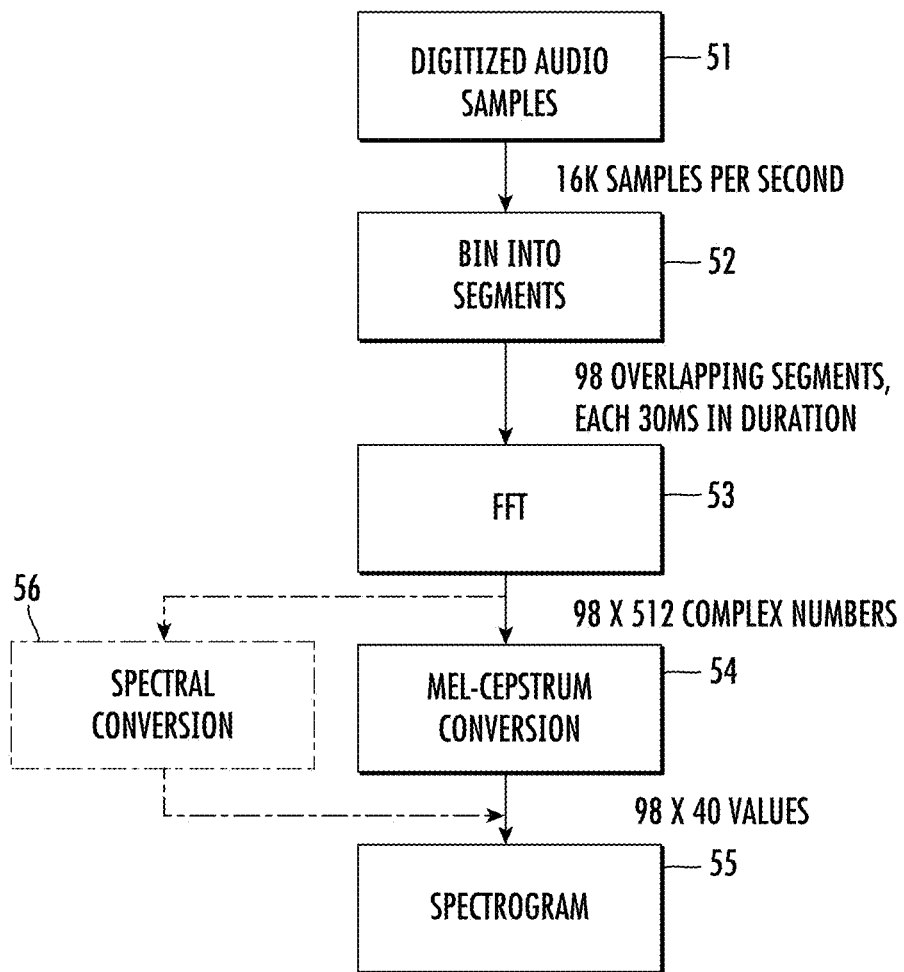 DIGITIZED AUDIO
SAMPLES
51
16K SAMPLES PER SECOND
BIN INTO
SEGMENTS
52
98 OVERLAPPING SEGMENTS,
EACH 30MS IN DURATION
FFT
53
56
98 X 512 COMPLEX NUMBERS
SPECTRAL
CONVERSION
MEL-CEPSTRUM
CONVERSION
54
98 X 40 VALUES
SPECTROGRAM
55